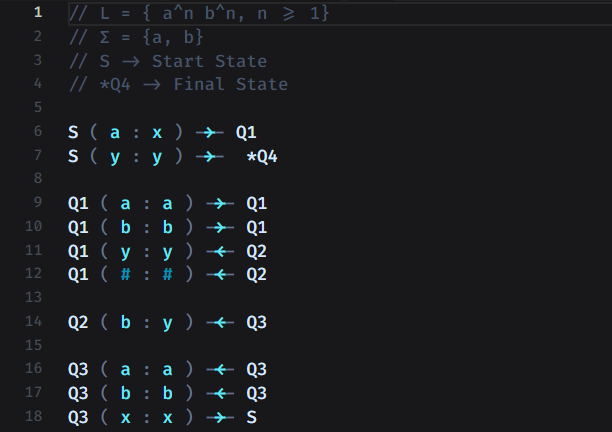 1 // L = { a^n b^n, n ⩾ 1}
2 // Σ = {a, b}
3 // S -> Start State
4 // *Q4 -> Final State
5
6 S ( a : x ) ->- Q1
7 S ( y : y ) ->- *Q4
8
9 Q1 ( a : a ) ->- Q1
10 Q1 ( b : b ) ->- Q1
11 Q1 ( y : y ) -<- Q2
12 Q1 ( # : # ) -<- Q2
13
14 Q2 ( b : y ) -<- Q3
15
16 Q3 ( a : a ) -<- Q3
17 Q3 ( b : b ) -<- Q3
18 Q3 ( x : x ) ->- S